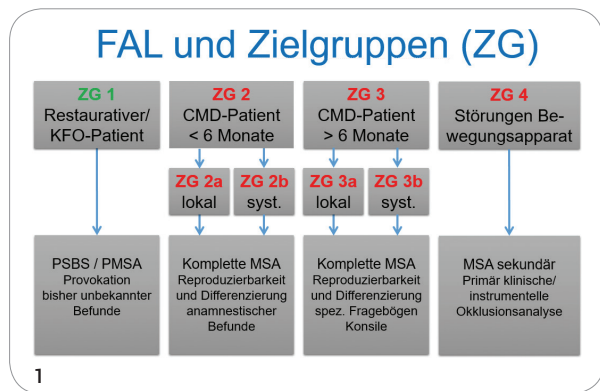 FAL und Zielgruppen (ZG)
ZG 1
Restaurativer/
KFO-Patient
ZG 2
CMD-Patient
< 6 Monate
ZG 3
CMD-Patient
> 6 Monate
ZG 4
Störungen Be-
wegungsapparat
ZG 2a
lokal
ZG 2b
syst.
ZG 3a
lokal
ZG 3b
syst.
PSBS / PMSA
Provokation
bisher unbekannter
Befunde
Komplette MSA
Reproduzierbarkeit
und Differenzierung
anamnestischer
Befunde
Komplette MSA
Reproduzierbarkeit
und Differenzierung
spez. Fragebögen
Konsile
MSA sekundär
Primär klinische/
instrumentelle
Okklusionsanalyse
1